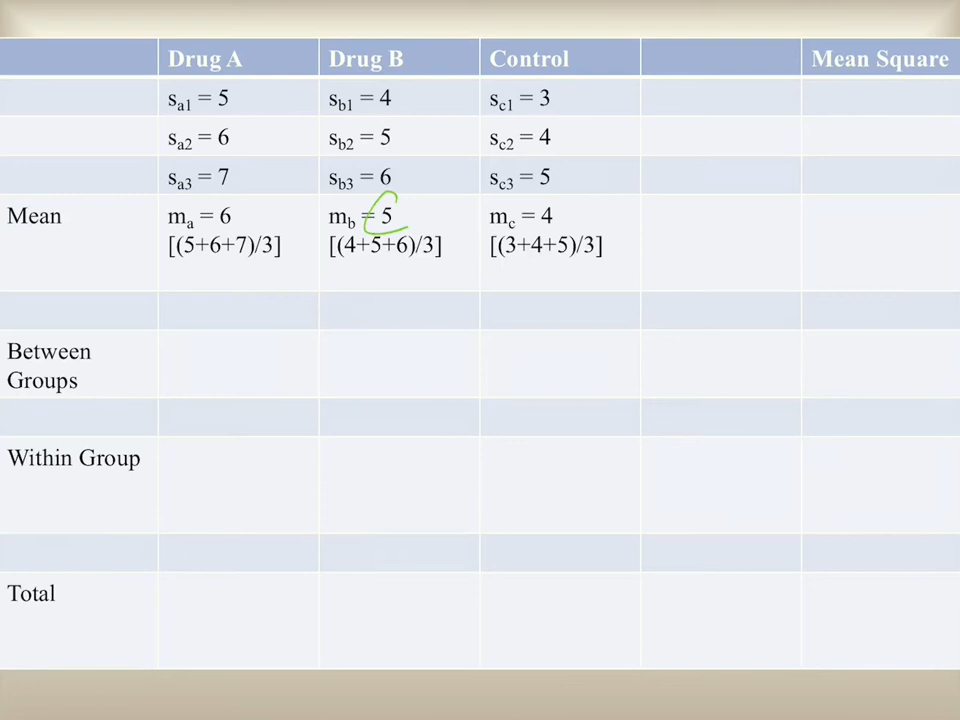 Drug A Drug B Control Mean Square
sa1 = 5 sb1 = 4 sc1 = 3
sa2 = 6 sb2 = 5 sc2 = 4
sa3 = 7 sb3 = 6 sc3 = 5
Mean ma = 6 mb = 5 mc = 4
[(5+6+7)/3] [(4+5+6)/3] [(3+4+5)/3]
Between
Groups
Within Group
Total